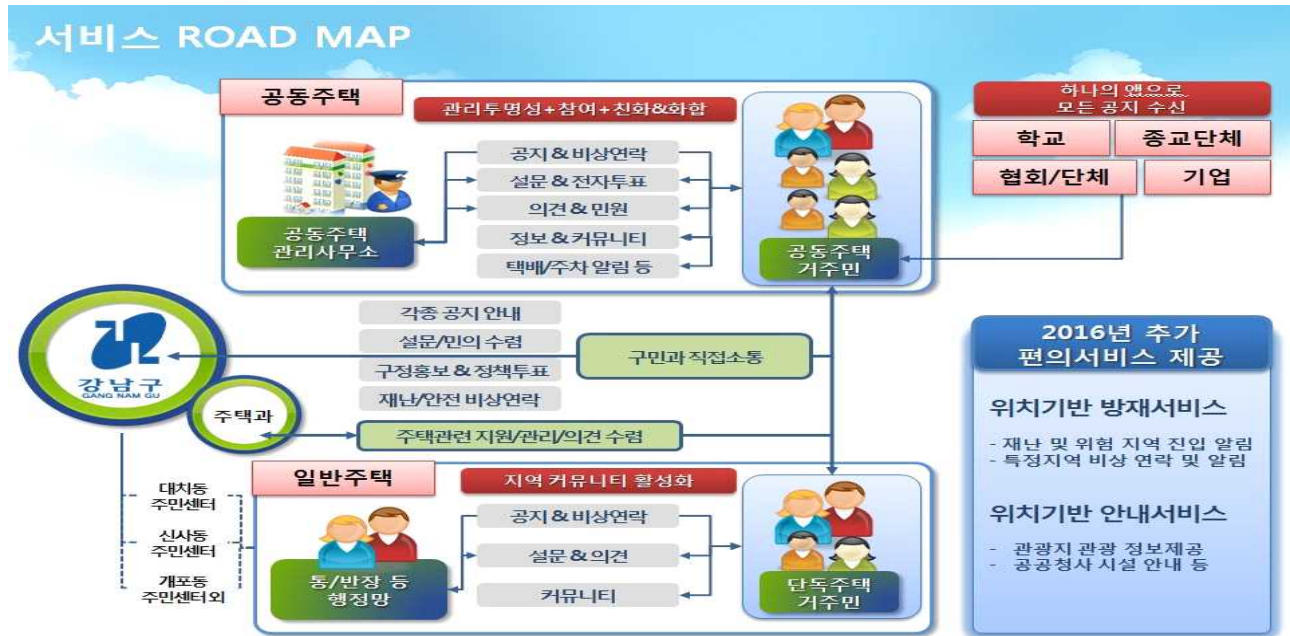 서비스 ROAD MAP
공동주택
관리투명성+참여+친화&화합
공지 & 비상연락
설문 & 전자투표
의견 & 민원
정보 & 커뮤니티
택배/주차 알림 등
공동주택
관리사무소
공동주택
거주민
하나의 앱으로
모든 공지 수신
학교
종교단체
협회/단체
기업
각종 공지 안내
설문/민의 수렴
구정홍보 & 정책투표
재난/안전 비상연락
구민과 직접소통
강남구
GANG NAM GU
주택과
주택관련 지원/관리/의견 수렴
일반주택
지역 커뮤니티 활성화
대치동
주민센터
신사동
주민센터
개포동
주민센터 외
공지 & 비상연락
설문 & 의견
커뮤니티
통/반장 등
행정망
단독주택
거주민
2016년 추가
편의서비스 제공
위치기반 방재서비스
- 재난 및 위험 지역 진입 알림
- 특정지역 비상 연락 및 알림
위치기반 안내서비스
- 관광지 관광 정보제공
- 공공청사 시설 안내 등